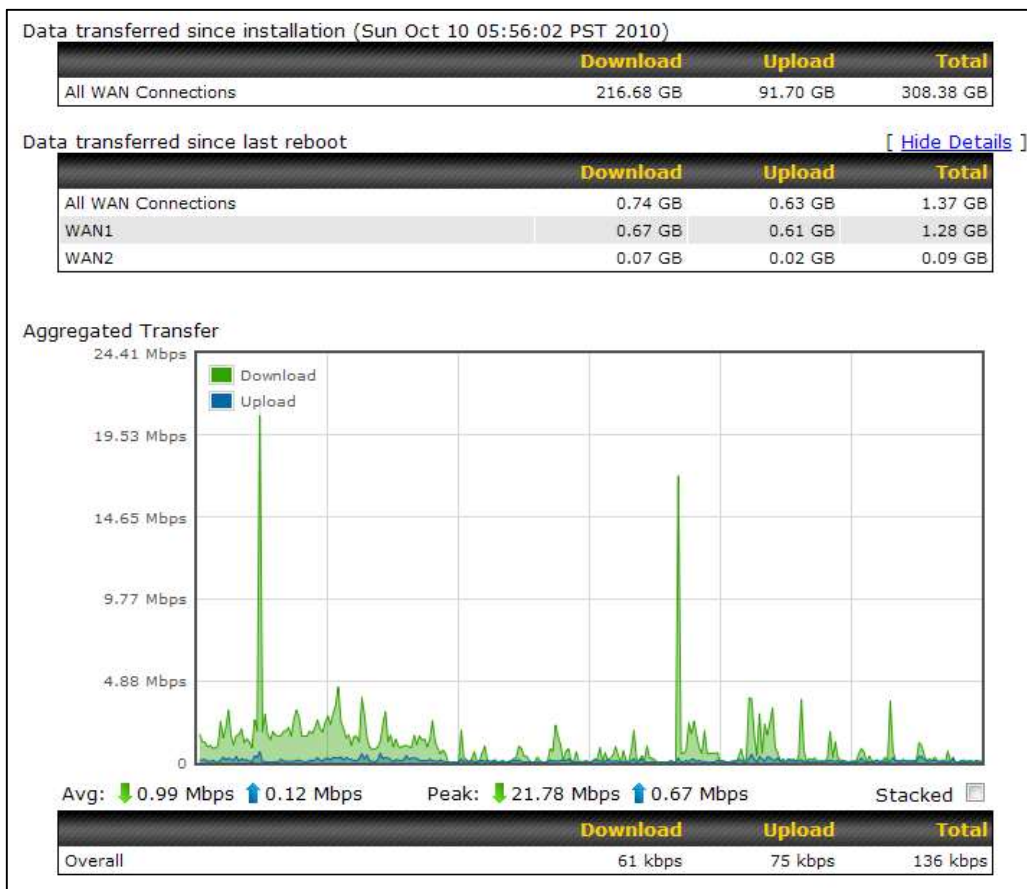 Data transferred since installation (Sun Oct 10 05:56:02 PST 2010)
Download Upload Total
All WAN Connections 216.68 GB 91.70 GB 308.38 GB
Data transferred since last reboot [ Hide Details ]
Download Upload Total
All WAN Connections 0.74 GB 0.63 GB 1.37 GB
WAN1 0.67 GB 0.61 GB 1.28 GB
WAN2 0.07 GB 0.02 GB 0.09 GB
Aggregated Transfer
24.41 Mbps
Download
Upload
19.53 Mbps
14.65 Mbps
9.77 Mbps
4.88 Mbps
0
Avg: 0.99 Mbps 0.12 Mbps Peak: 21.78 Mbps 0.67 Mbps Stacked
Download Upload Total
Overall 61 kbps 75 kbps 136 kbps